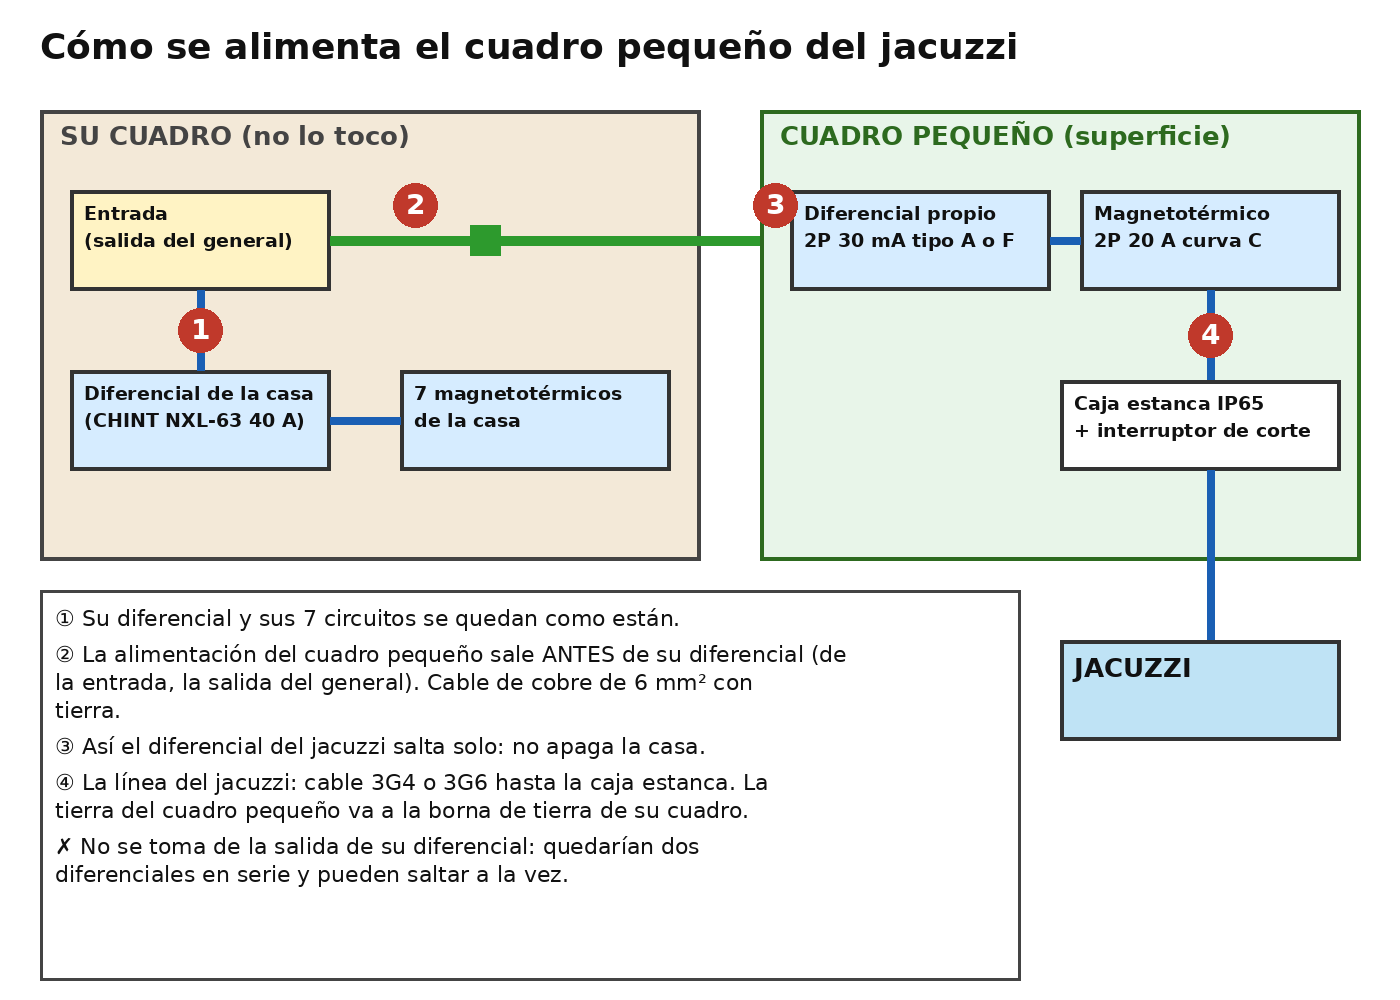 Cómo se alimenta el cuadro pequeño del jacuzzi
SU CUADRO (no lo toco)
Entrada
(salida del general)
2
1
Diferencial de la casa
(CHINT NXL-63 40 A)
7 magnetotérmicos
de la casa
CUADRO PEQUEÑO (superficie)
3
Diferencial propio
2P 30 mA tipo A o F
Magnetotérmico
2P 20 A curva C
4
Caja estanca IP65
+ interruptor de corte
JACUZZI
① Su diferencial y sus 7 circuitos se quedan como están.
② La alimentación del cuadro pequeño sale ANTES de su diferencial (de
la entrada, la salida del general). Cable de cobre de 6 mm² con
tierra.
③ Así el diferencial del jacuzzi salta solo: no apaga la casa.
④ La línea del jacuzzi: cable 3G4 o 3G6 hasta la caja estanca. La
tierra del cuadro pequeño va a la borna de tierra de su cuadro.
✗ No se toma de la salida de su diferencial: quedarían dos
diferenciales en serie y pueden saltar a la vez.